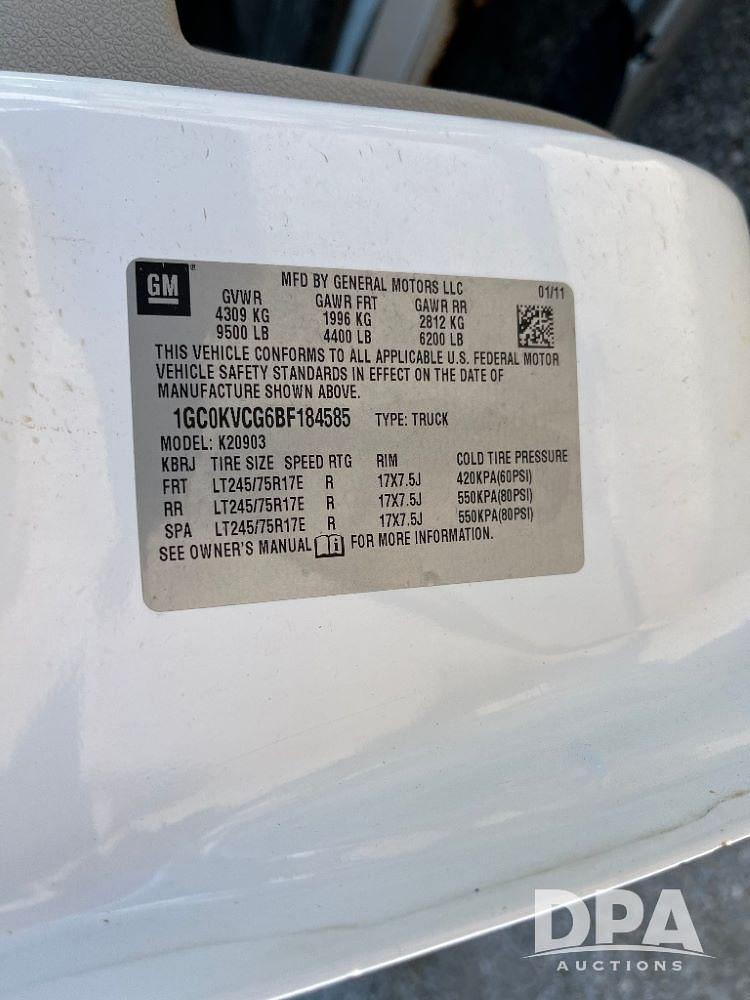 GM
MFD BY GENERAL MOTORS LLC
01/11
GVWR GAWR FRT GAWR RR
4309 KG 1996 KG 2812 KG
9500 LB 4400 LB 6200 LB
THIS VEHICLE CONFORMS TO ALL APPLICABLE U.S. FEDERAL MOTOR
VEHICLE SAFETY STANDARDS IN EFFECT ON THE DATE OF
MANUFACTURE SHOWN ABOVE.
1GC0KVCG6BF184585 TYPE: TRUCK
MODEL: K20903
KBRJ TIRE SIZE SPEED RTG RIM COLD TIRE PRESSURE
FRT LT245/75R17E R 17X7.5J 420KPA(60PSI)
RR LT245/75R17E R 17X7.5J 550KPA(80PSI)
SPA LT245/75R17E R 17X7.5J 550KPA(80PSI)
SEE OWNER'S MANUAL FOR MORE INFORMATION.
DPA
AUCTIONS